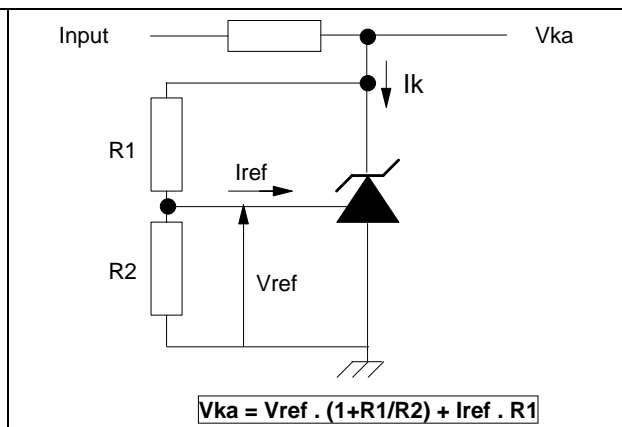 Input Vka
Ik
R1
Iref
R2
Vref
Vka = Vref . (1+R1/R2) + Iref . R1